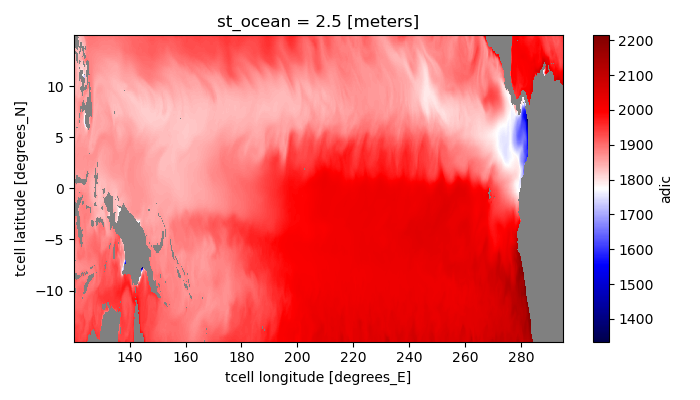 st_ocean = 2.5 [meters]
tcell latitude [degrees_N]
10
5
0
−5
−10
140 160 180 200 220 240 260 280
tcell longitude [degrees_E]
2200
2100
2000
1900
1800
1700
1600
1500
1400
adic